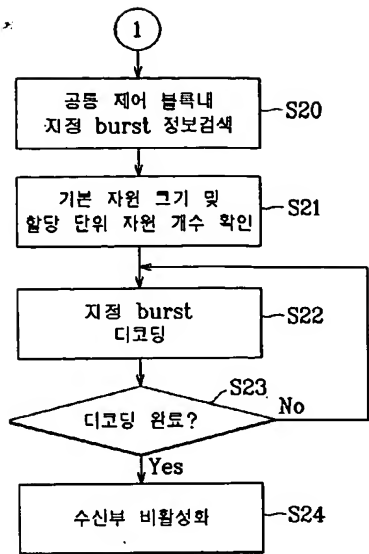 1
공통 제어 블록내
지정 burst 정보검색
S20
기본 자원 크기 및
할당 단위 자원 개수 확인
S21
지정 burst
디코딩
S22
S23
디코딩 완료?
No
Yes
수신부 비활성화
S24